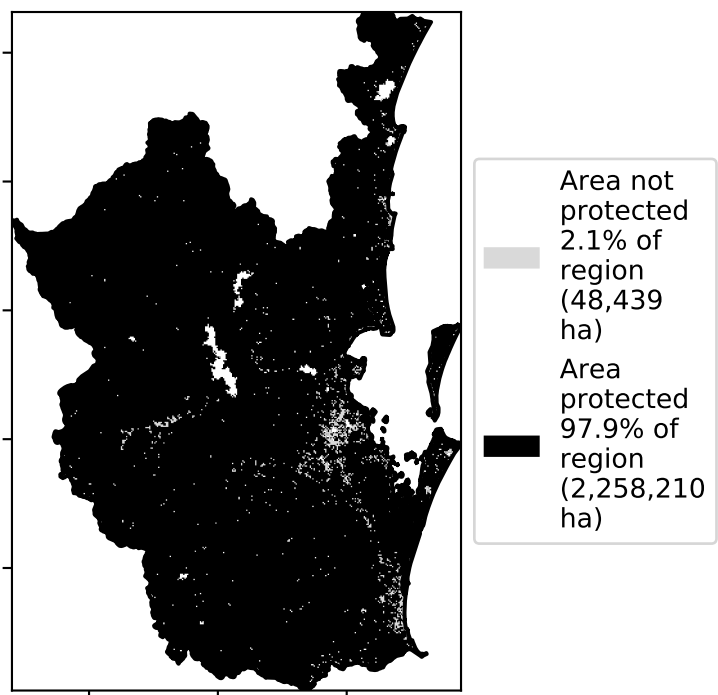 Area not
protected
2.1% of
region
(48,439
ha)
Area
protected
97.9% of
region
(2,258,210
ha)